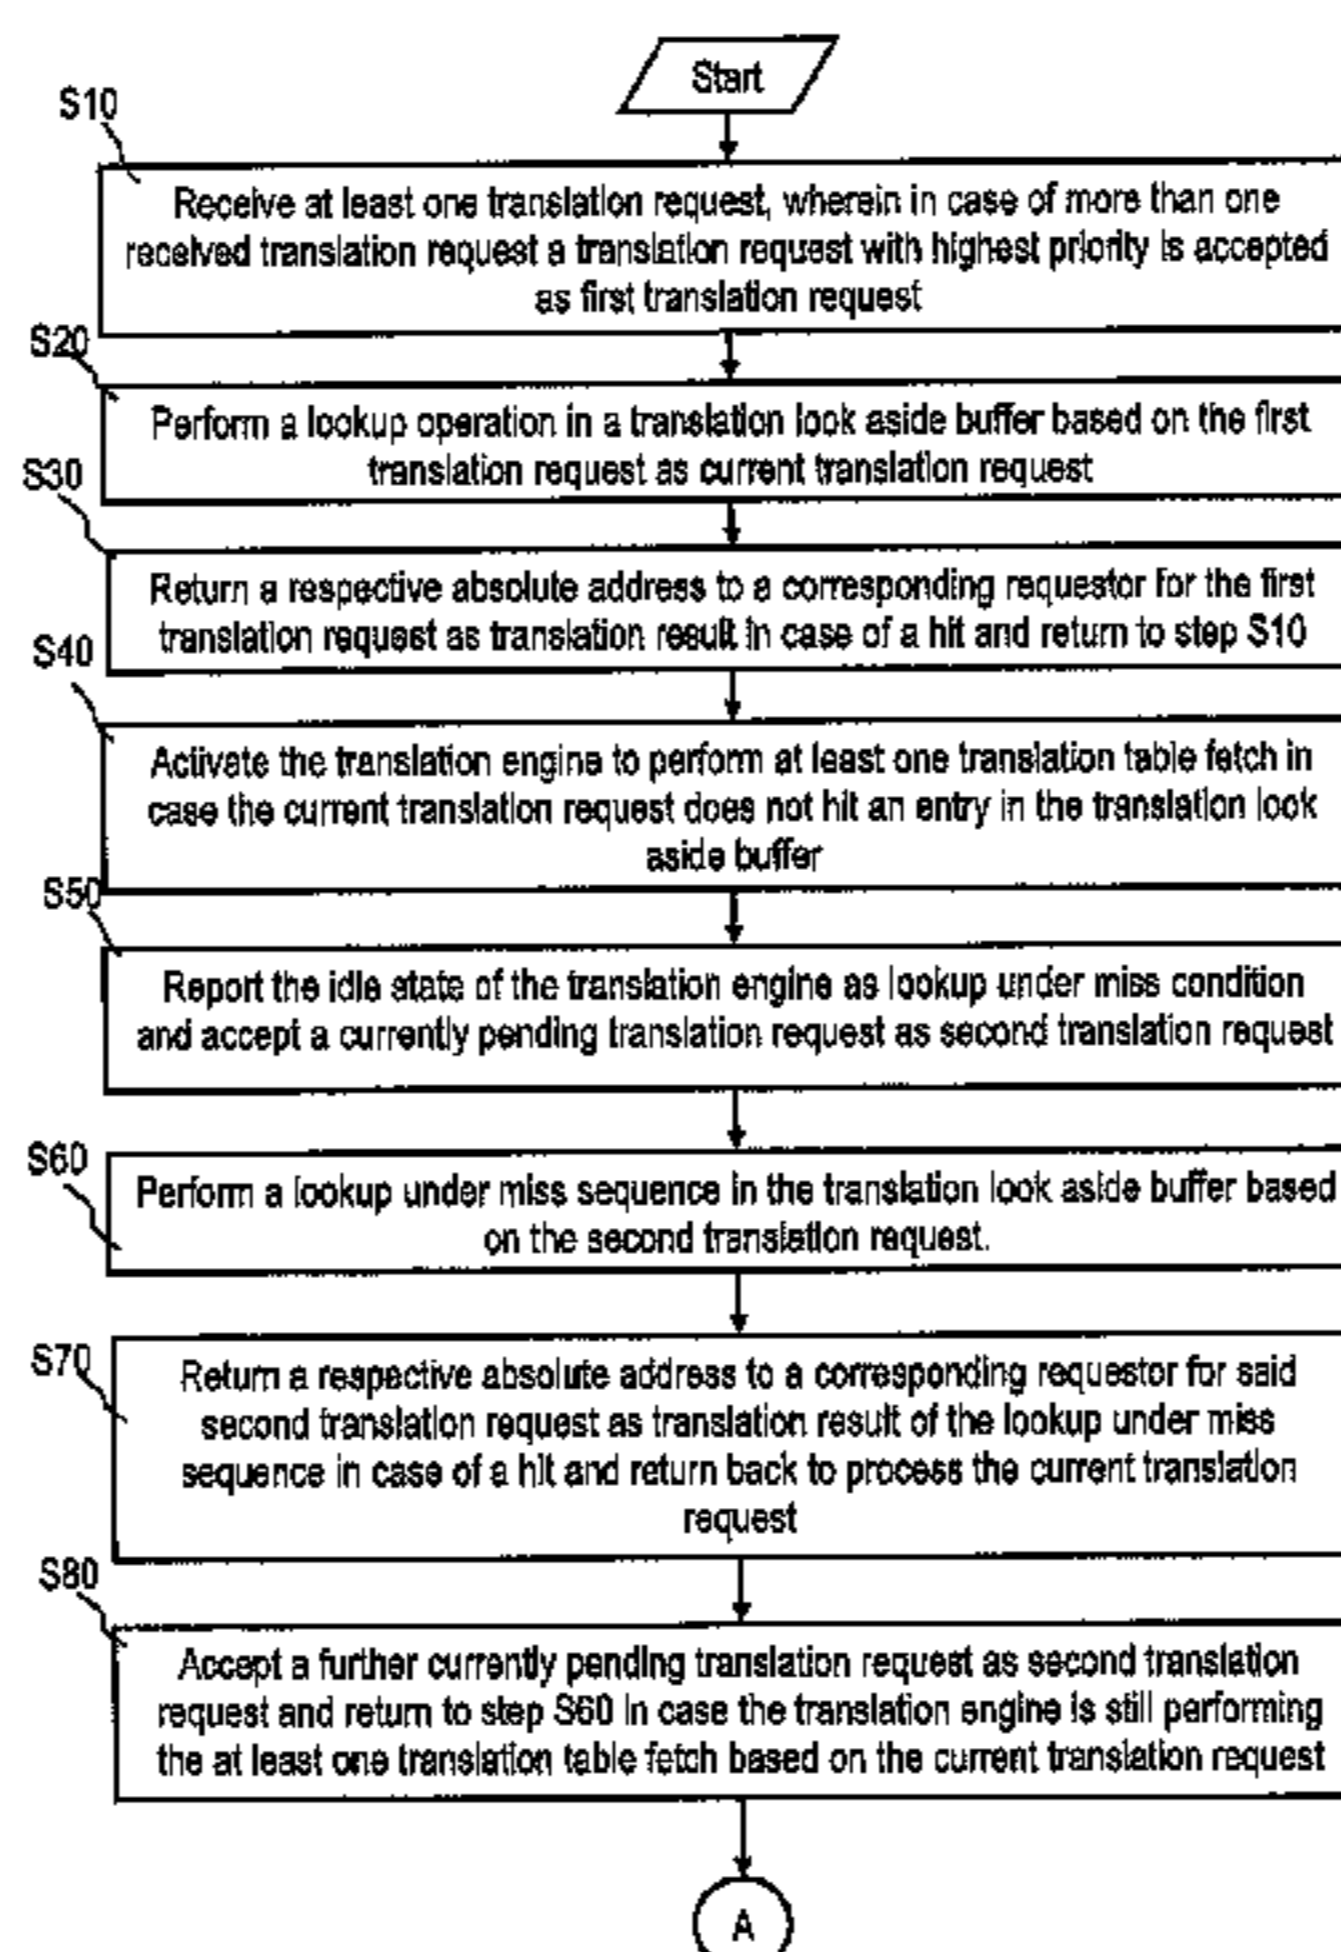 Start
S10
Receive at least one translation request, wherein in case of more than one
received translation request a translation request with highest priority is accepted
as first translation request
S20
Perform a lookup operation in a translation look aside buffer based on the first
translation request as current translation request
S30
Return a respective absolute address to a corresponding requestor for the first
translation request as translation result in case of a hit and return to step S10
S40
Activate the translation engine to perform at least one translation table fetch in
case the current translation request does not hit an entry in the translation look
aside buffer
S50
Report the idle state of the translation engine as lookup under miss condition
and accept a currently pending translation request as second translation request
S60
Perform a lookup under miss sequence in the translation look aside buffer based
on the second translation request.
S70
Return a respective absolute address to a corresponding requestor for said
second translation request as translation result of the lookup under miss
sequence in case of a hit and return back to process the current translation
request
S80
Accept a further currently pending translation request as second translation
request and return to step S60 in case the translation engine is still performing
the at least one translation table fetch based on the current translation request
A